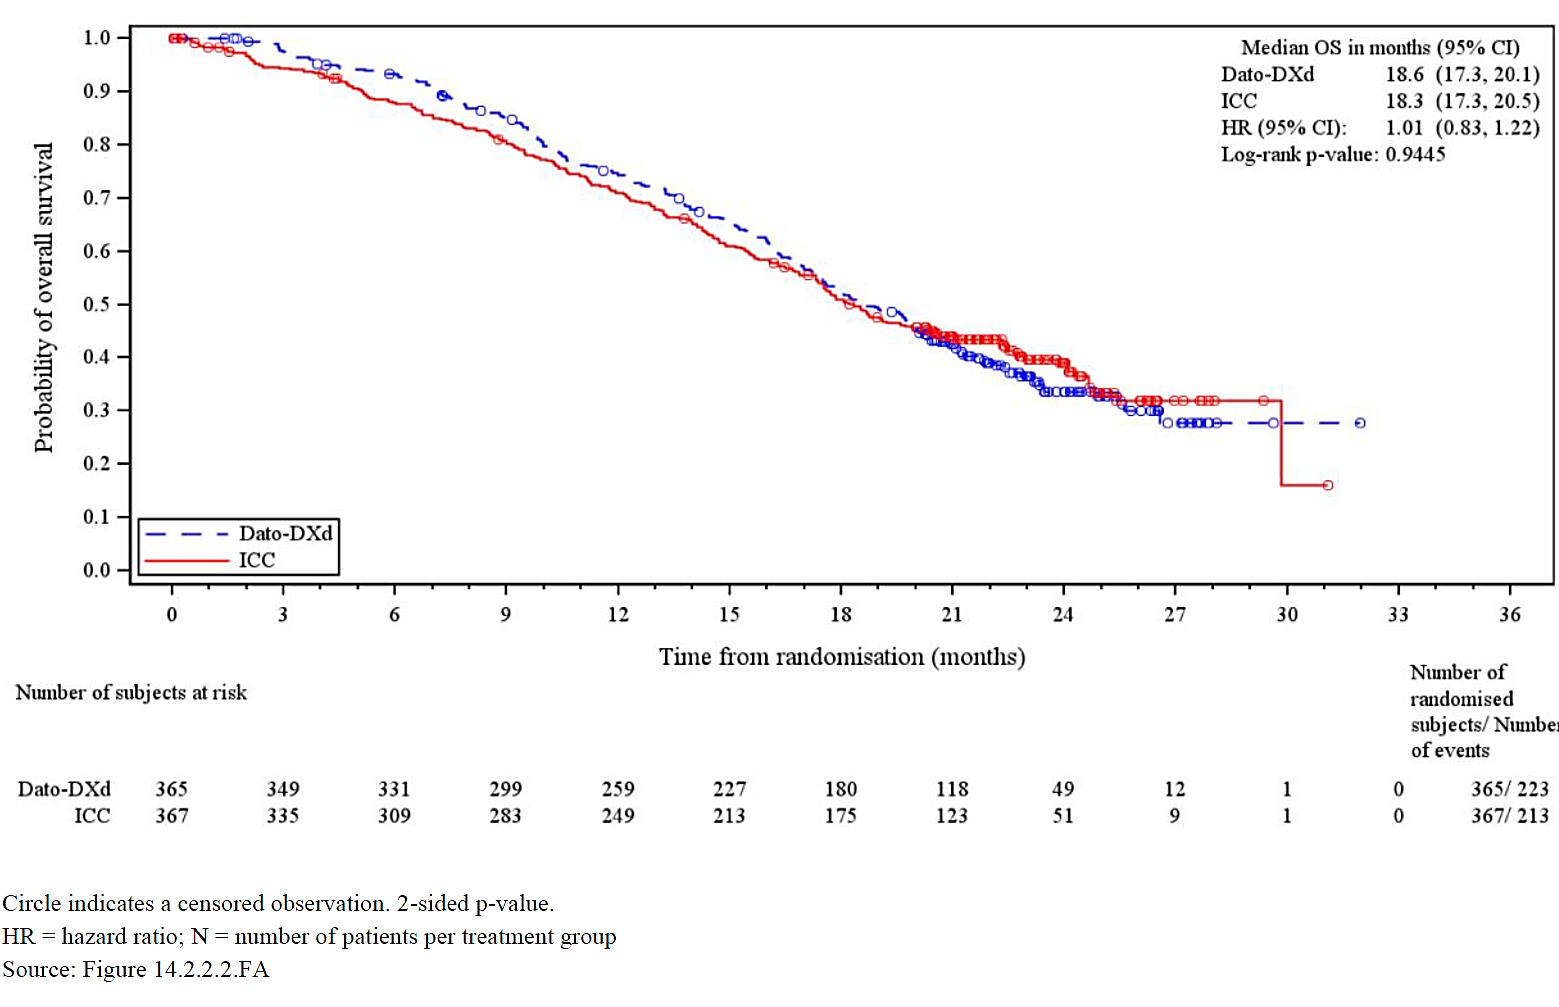 Median OS in months (95% CI)
Dato-DXd 18.6 (17.3, 20.1)
ICC 18.3 (17.3, 20.5)
HR (95% CI): 1.01 (0.83, 1.22)
Log-rank p-value: 0.9445
Probability of overall survival
1.0
0.9
0.8
0.7
0.6
0.5
0.4
0.3
0.2
0.1
0.0
Dato-DXd
ICC
0 3 6 9 12 15 18 21 24 27 30 33 36
Time from randomisation (months)
Number of subjects at risk
Number of
randomised
subjects/ Number
of events
Dato-DXd 365 349 331 299 259 227 180 118 49 12 1 0 365/ 223
ICC 367 335 309 283 249 213 175 123 51 9 1 0 367/ 213
Circle indicates a censored observation. 2-sided p-value.
HR = hazard ratio; N = number of patients per treatment group
Source: Figure 14.2.2.2.FA